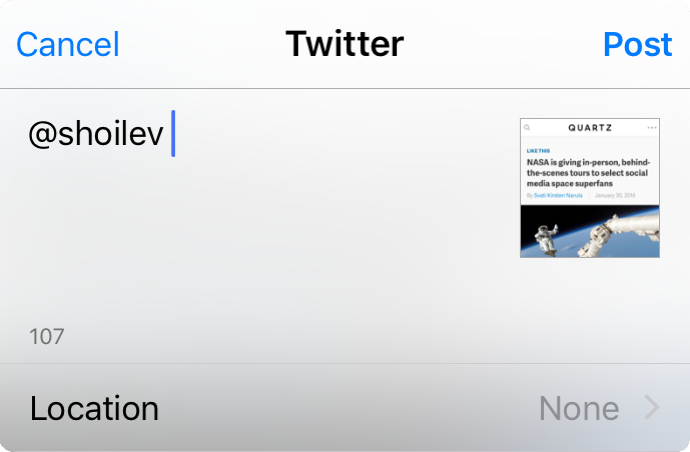 Cancel Twitter Post
@shoilev
QUARTZ
LIKE THIS
NASA is giving in-person, behind-
the-scenes tours to select social
media space superfans
By Svati Kirsten Narula January 30, 2016
107
Location None